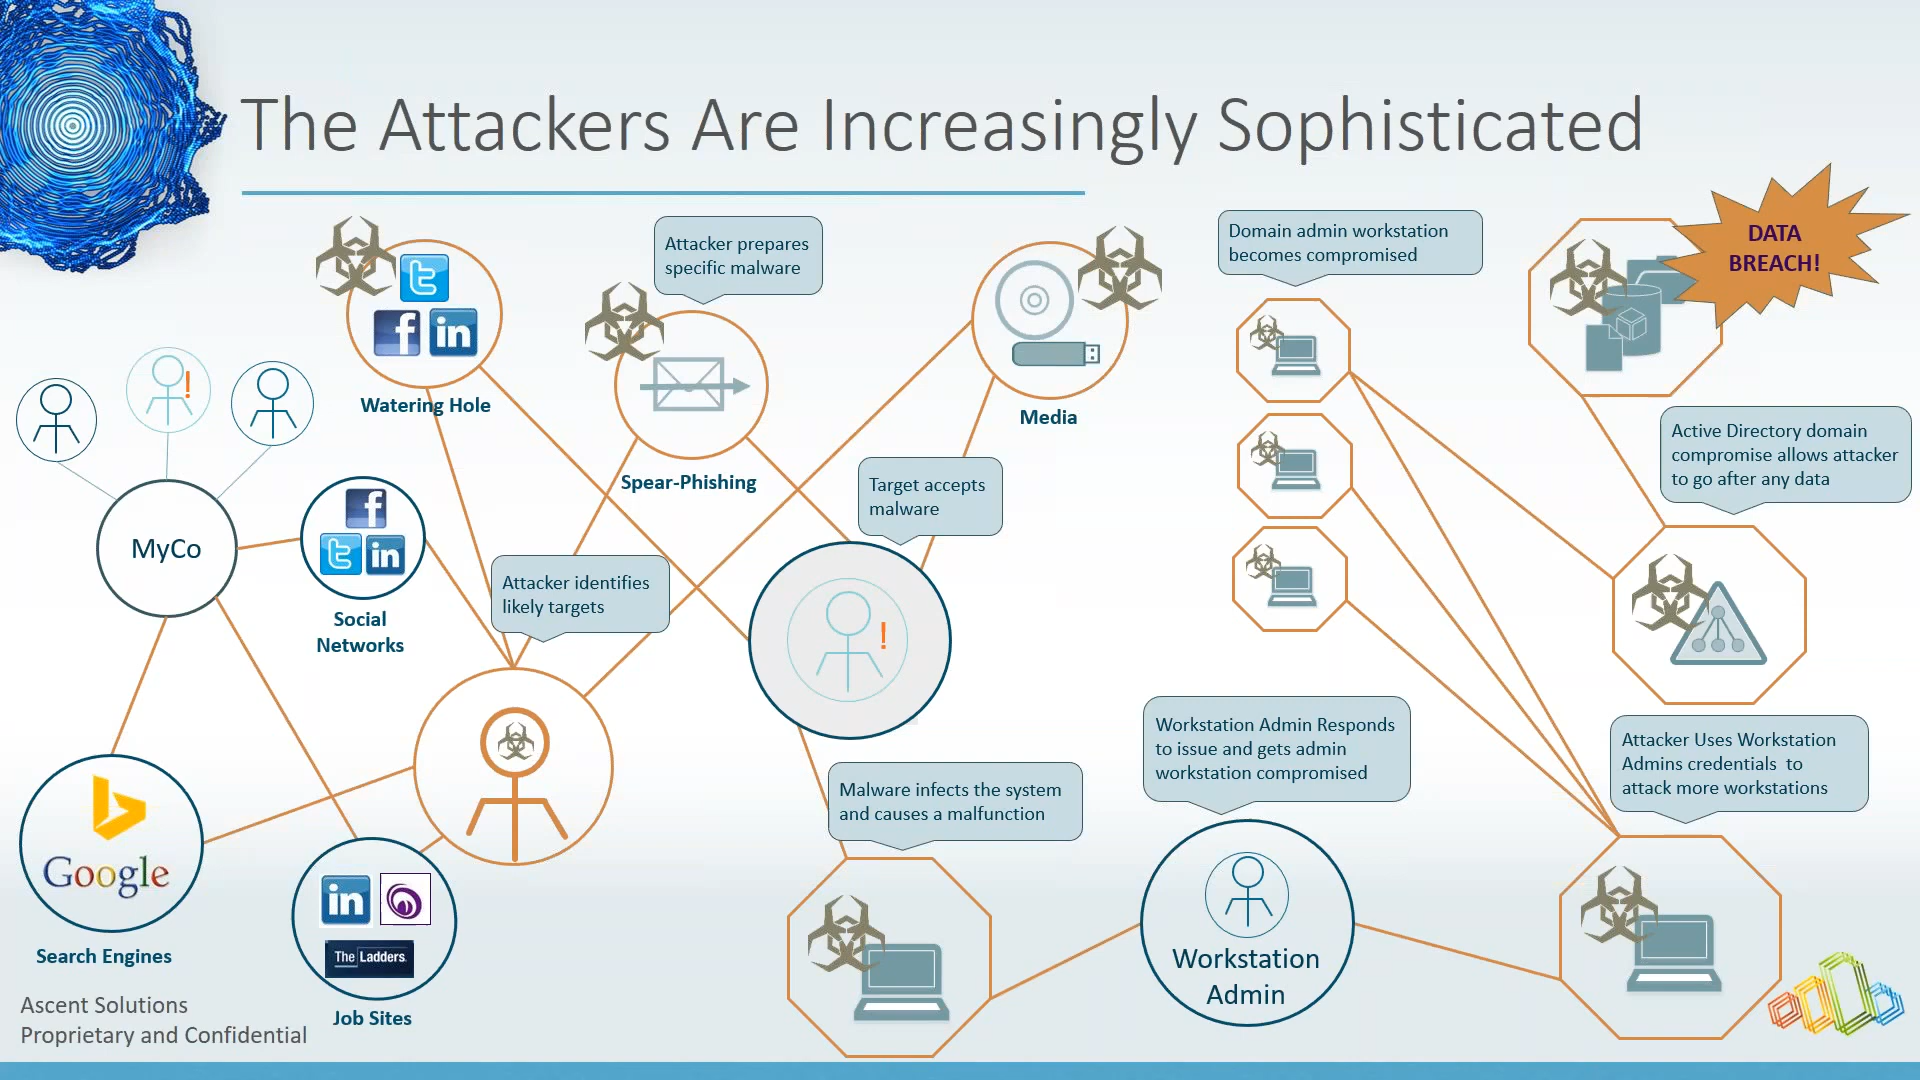 The Attackers Are Increasingly Sophisticated
Attacker prepares
specific malware
Domain admin workstation
becomes compromised
DATA
BREACH!
Watering Hole
Media
Active Directory domain
compromise allows attacker
to go after any data
Spear-Phishing
Target accepts
malware
MyCo
Attacker identifies
likely targets
Social
Networks
Workstation Admin Responds
to issue and gets admin
workstation compromised
Attacker Uses Workstation
Admins credentials to
attack more workstations
Malware infects the system
and causes a malfunction
Google
The Ladders
Search Engines
Job Sites
Workstation
Admin
Ascent Solutions
Proprietary and Confidential